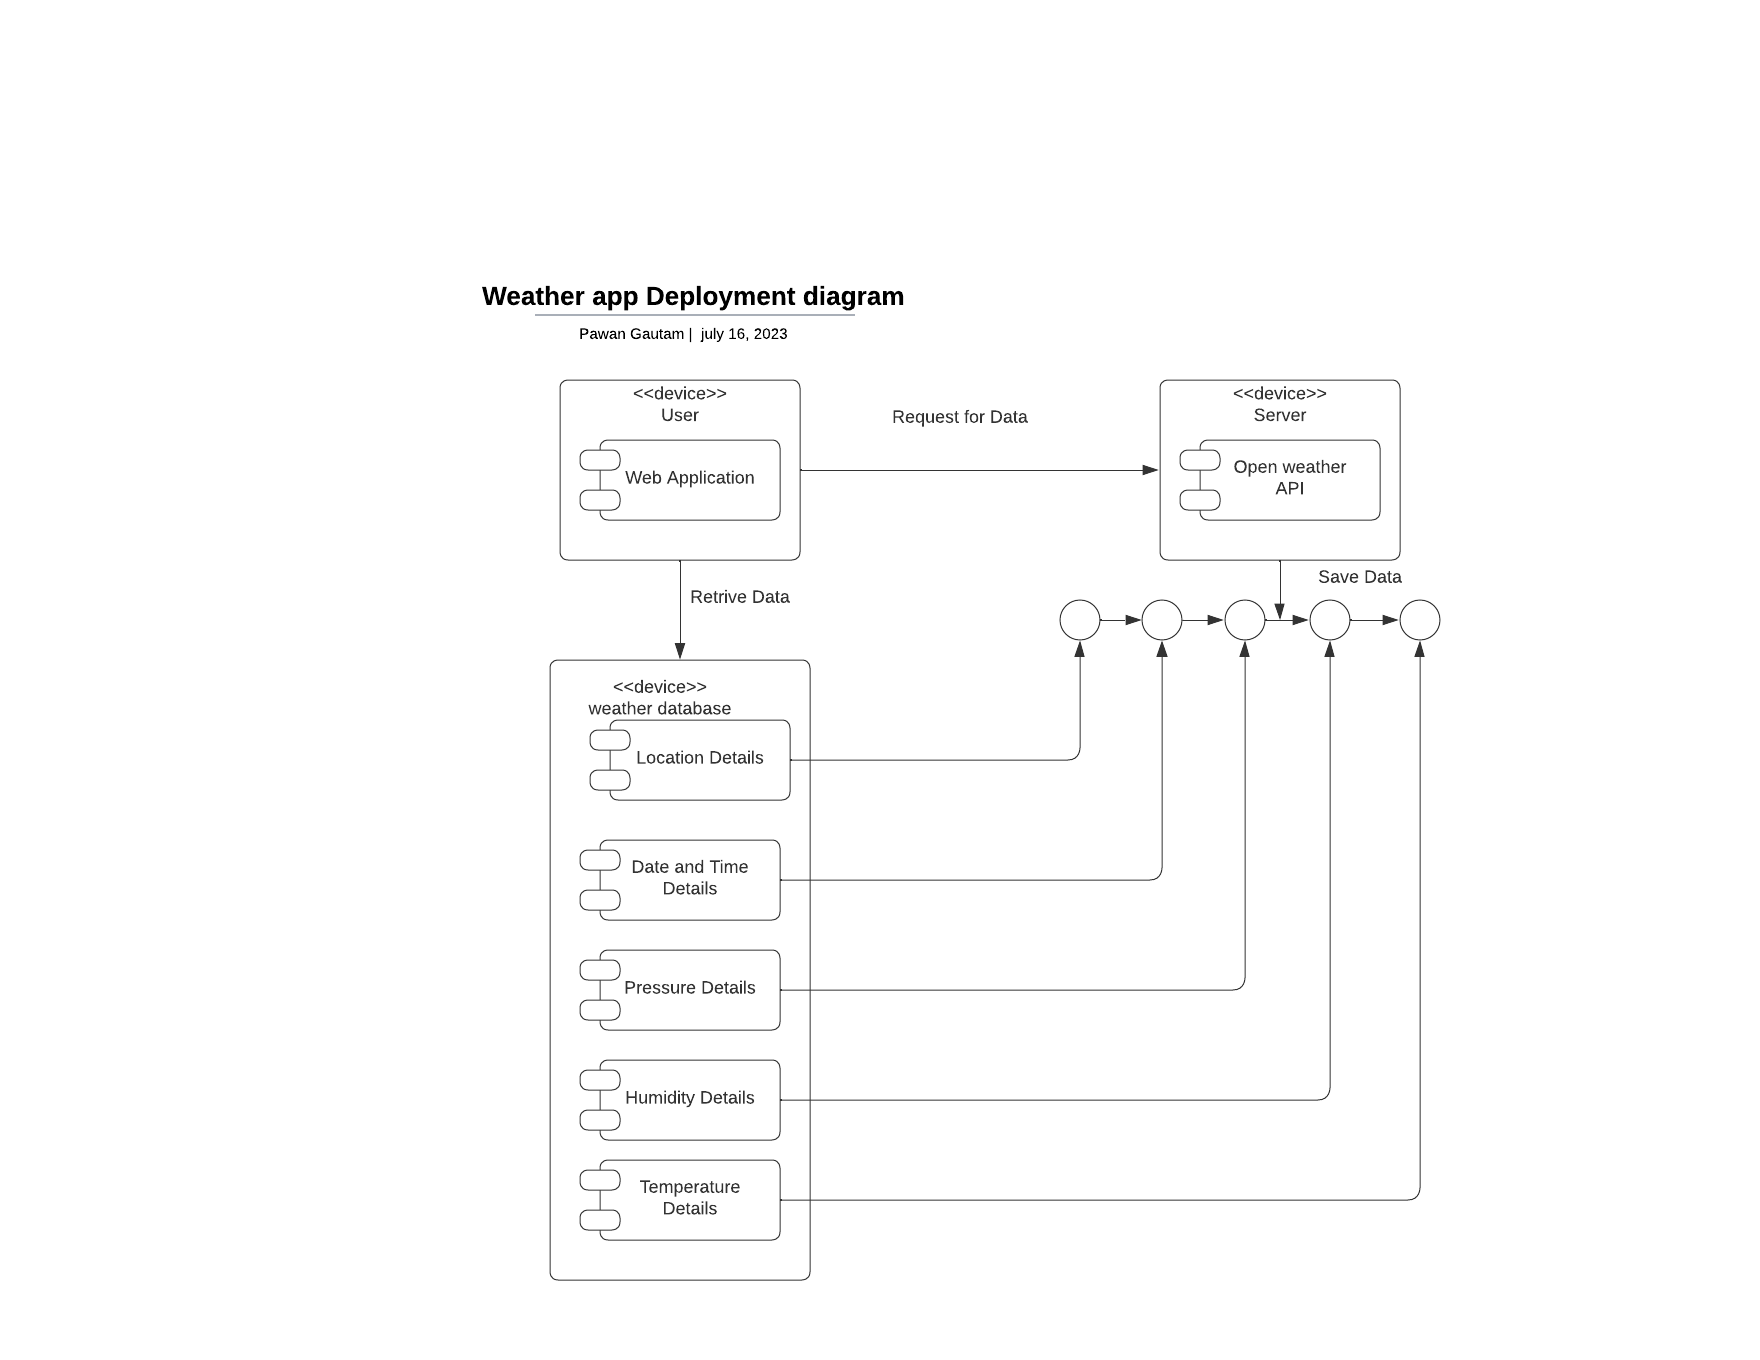 Weather app Deployment diagram
Pawan Gautam | july 16, 2023
<<device>>
User
Web Application
Request for Data
<<device>>
Server
Open weather
API
Retrive Data
Save Data
<<device>>
weather database
Location Details
Date and Time
Details
Pressure Details
Humidity Details
Temperature
Details